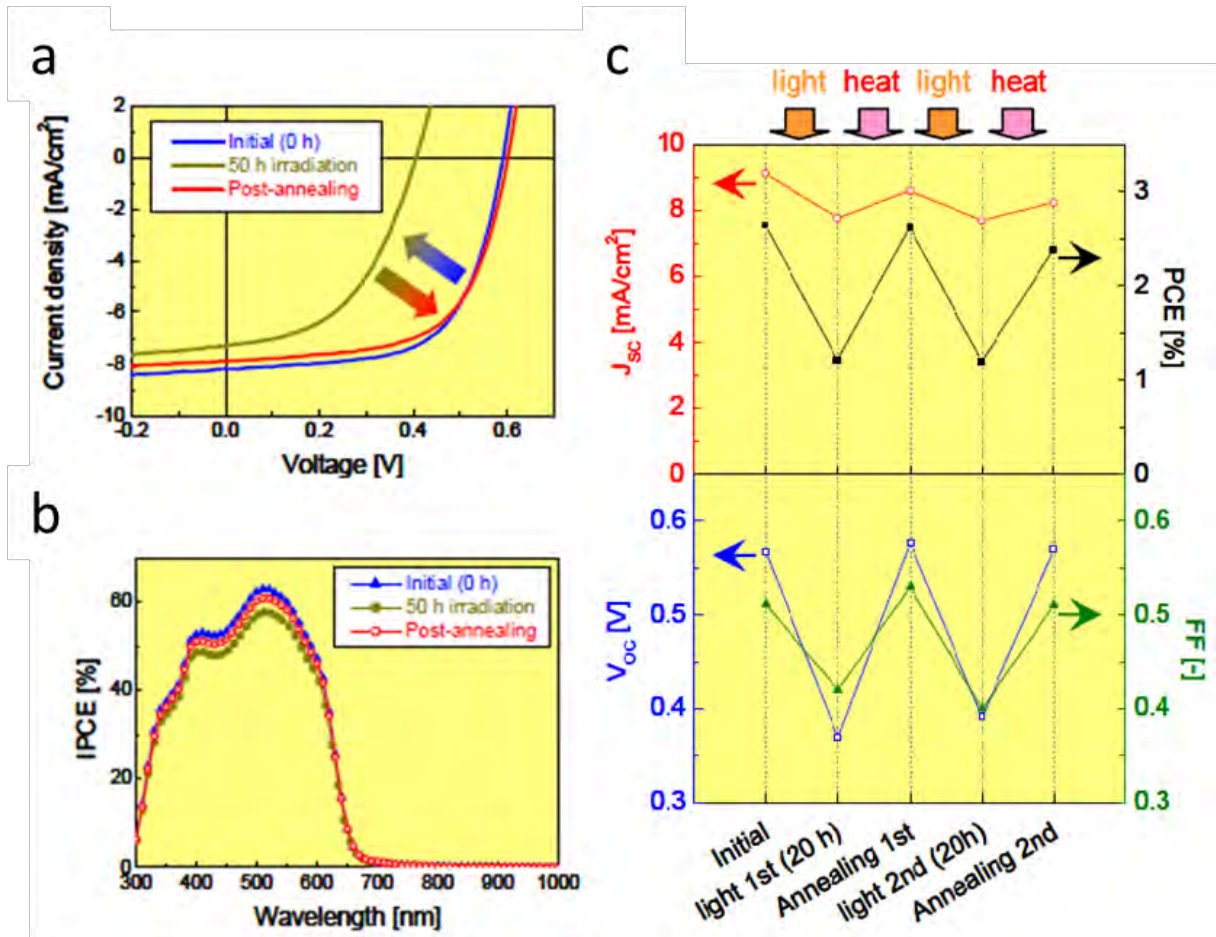 a
2
0
-2
-4
-6
-8
-10
Current density [mA/cm²]
Initial (0 h)
50 h irradiation
Post-annealing
-0.2
0.0
0.2
0.4
0.6
Voltage [V]
b
60
40
20
0
IPCE [%]
Initial (0 h)
50 h irradiation
Post-annealing
300
400
500
600
700
800
900
1000
Wavelength [nm]
c
light heat light heat
10
8
6
4
2
0
J_SC [mA/cm²]
3
2
1
0
PCE [%]
0.6
0.5
0.4
0.3
V_OC [V]
0.6
0.5
0.4
0.3
FF [-]
Initial
light 1st (20 h)
Annealing 1st
light 2nd (20h)
Annealing 2nd